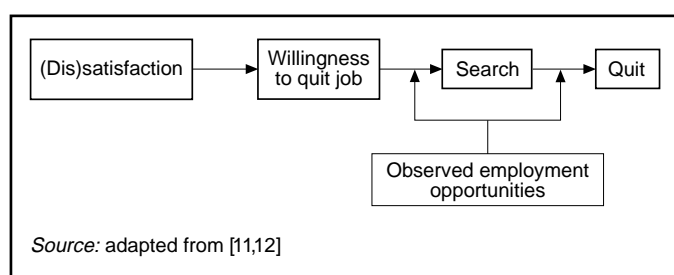 (Dis)satisfaction
Willingness
to quit job
Search
Quit
Observed employment
opportunities
Source: adapted from [11,12]